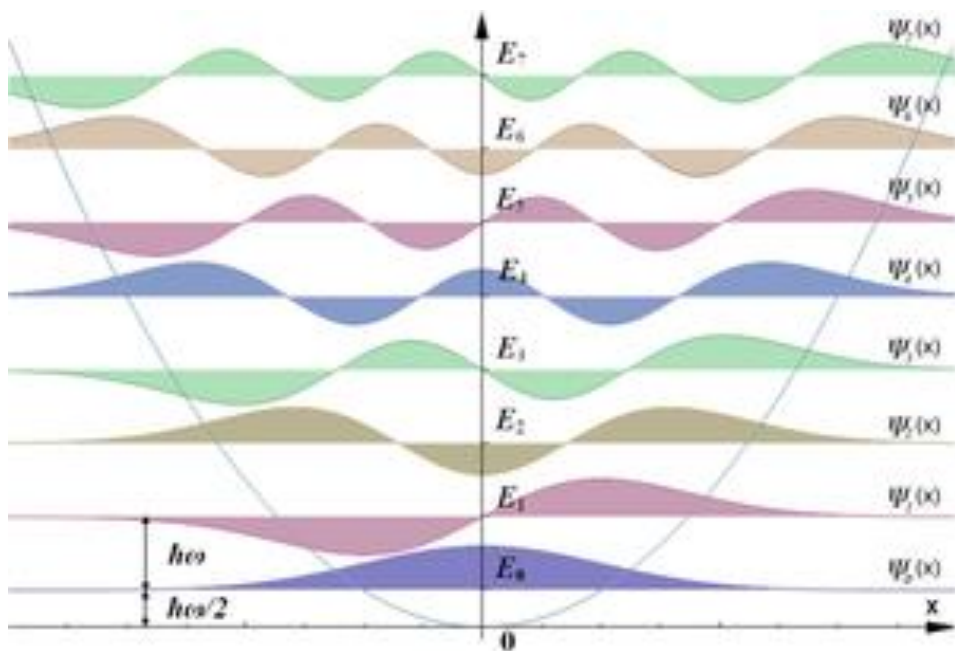 E₇ ψ₇(x)
E₆ ψ₆(x)
E₅ ψ₅(x)
E₄ ψ₄(x)
E₃ ψ₃(x)
E₂ ψ₂(x)
E₁ ψ₁(x)
ħω
E₀ ψ₀(x)
ħω/2
x
0